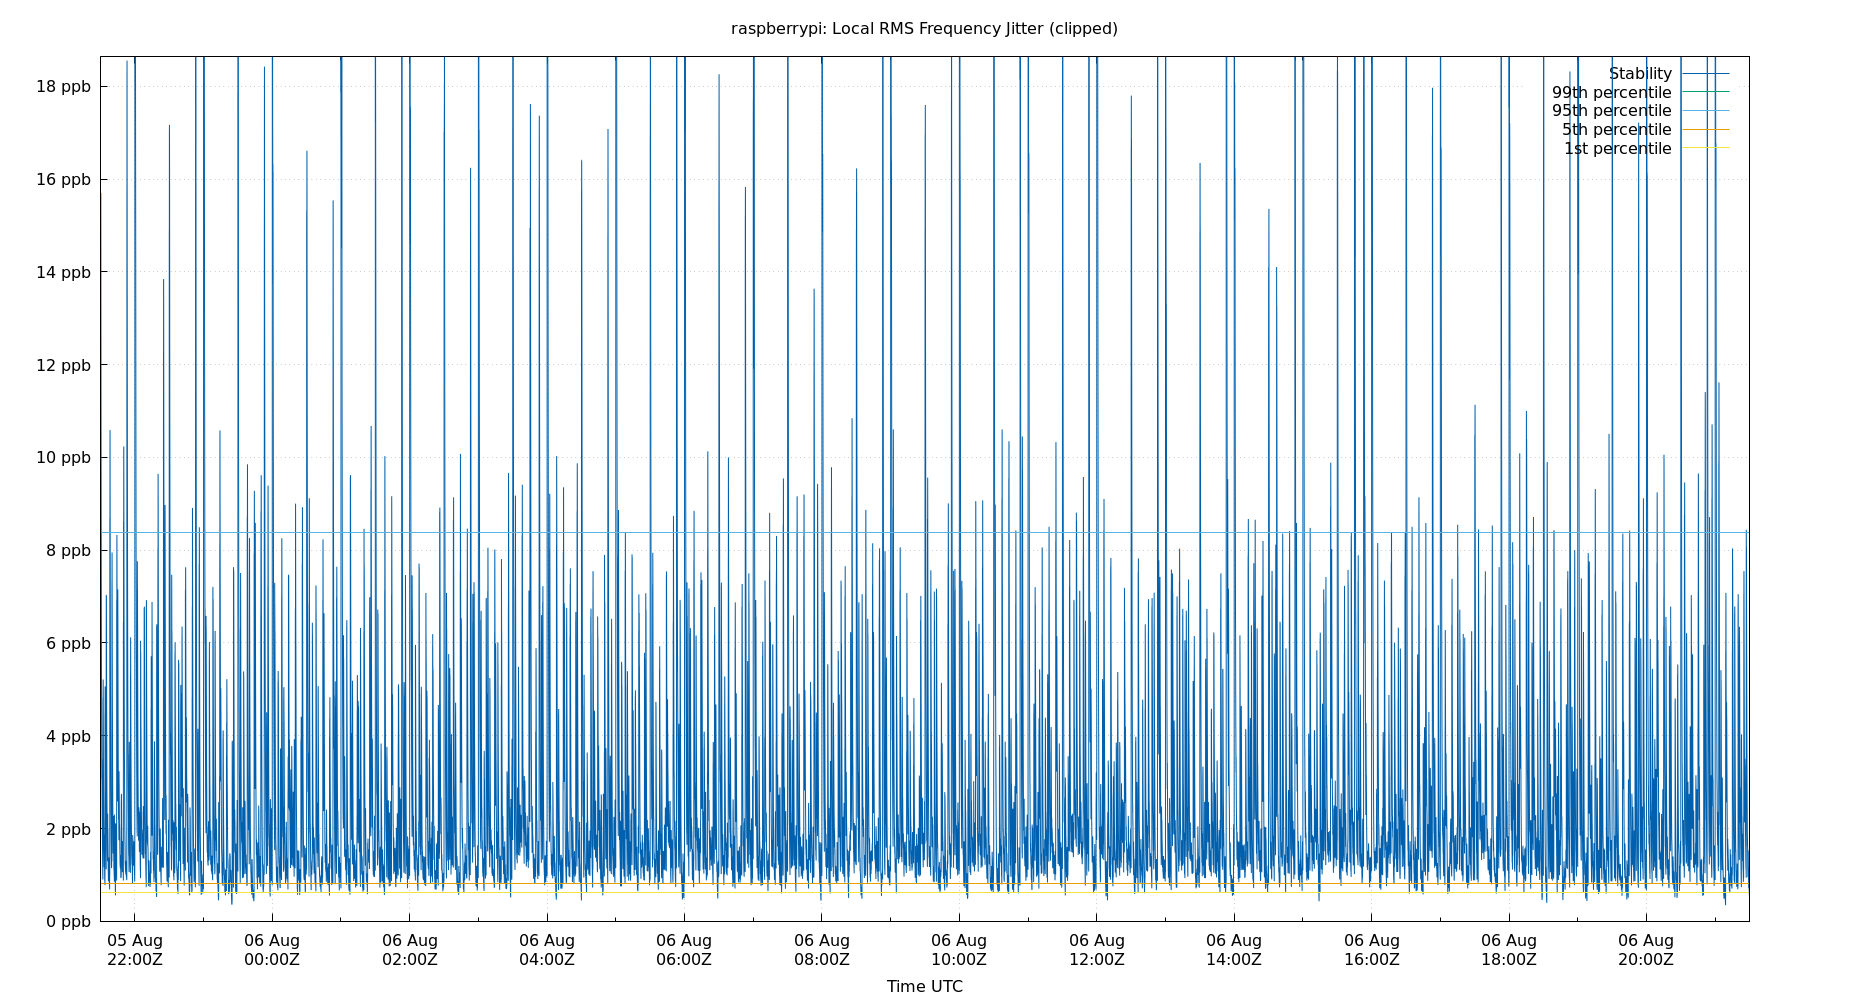 raspberrypi: Local RMS Frequency Jitter (clipped)
Stability
99th percentile
95th percentile
5th percentile
1st percentile
18 ppb
16 ppb
14 ppb
12 ppb
10 ppb
8 ppb
6 ppb
4 ppb
2 ppb
0 ppb
05 Aug 06 Aug 06 Aug 06 Aug 06 Aug 06 Aug 06 Aug 06 Aug 06 Aug 06 Aug 06 Aug 06 Aug
22:00Z 00:00Z 02:00Z 04:00Z 06:00Z 08:00Z 10:00Z 12:00Z 14:00Z 16:00Z 18:00Z 20:00Z
Time UTC